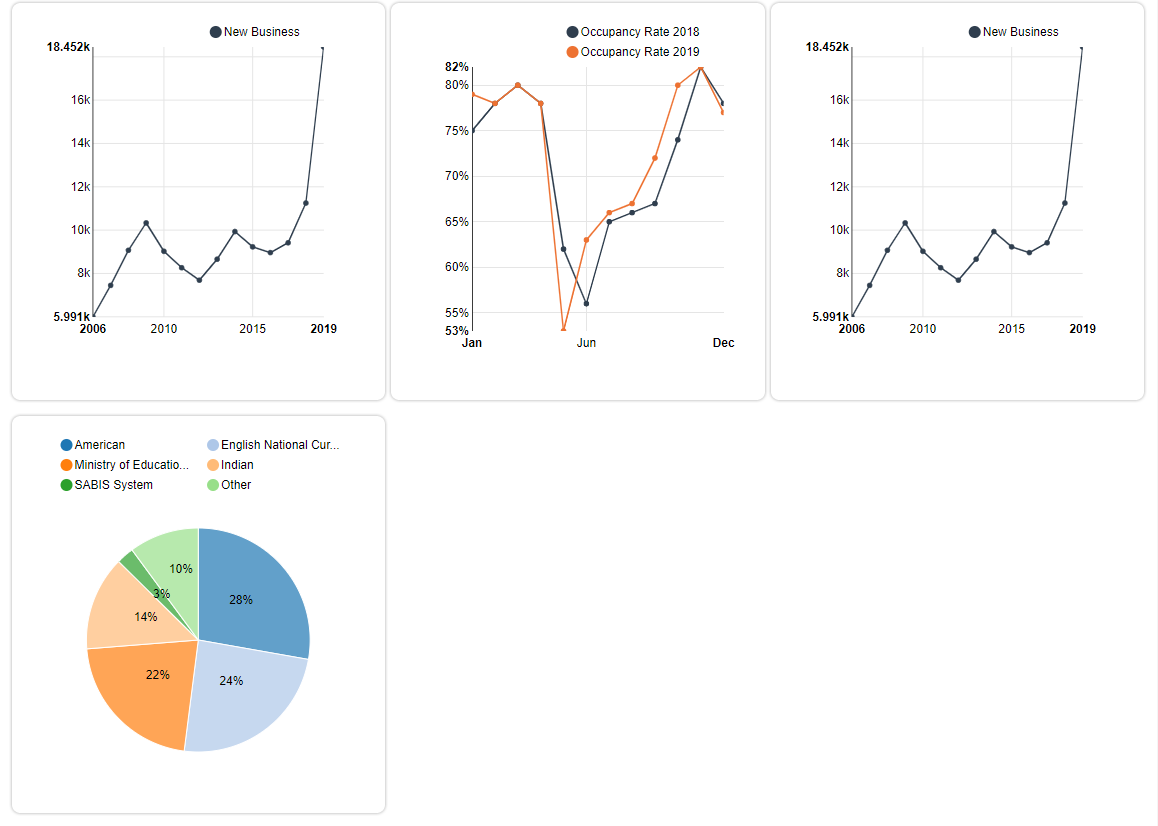 New Business
18.452k
16k
14k
12k
10k
8k
5.991k
2006 2010 2015 2019
Occupancy Rate 2018
Occupancy Rate 2019
82%
80%
75%
70%
65%
60%
55%
53%
Jan Jun Dec
New Business
18.452k
16k
14k
12k
10k
8k
5.991k
2006 2010 2015 2019
American English National Cur...
Ministry of Educatio... Indian
SABIS System Other
10%
3%
28%
14%
22%
24%